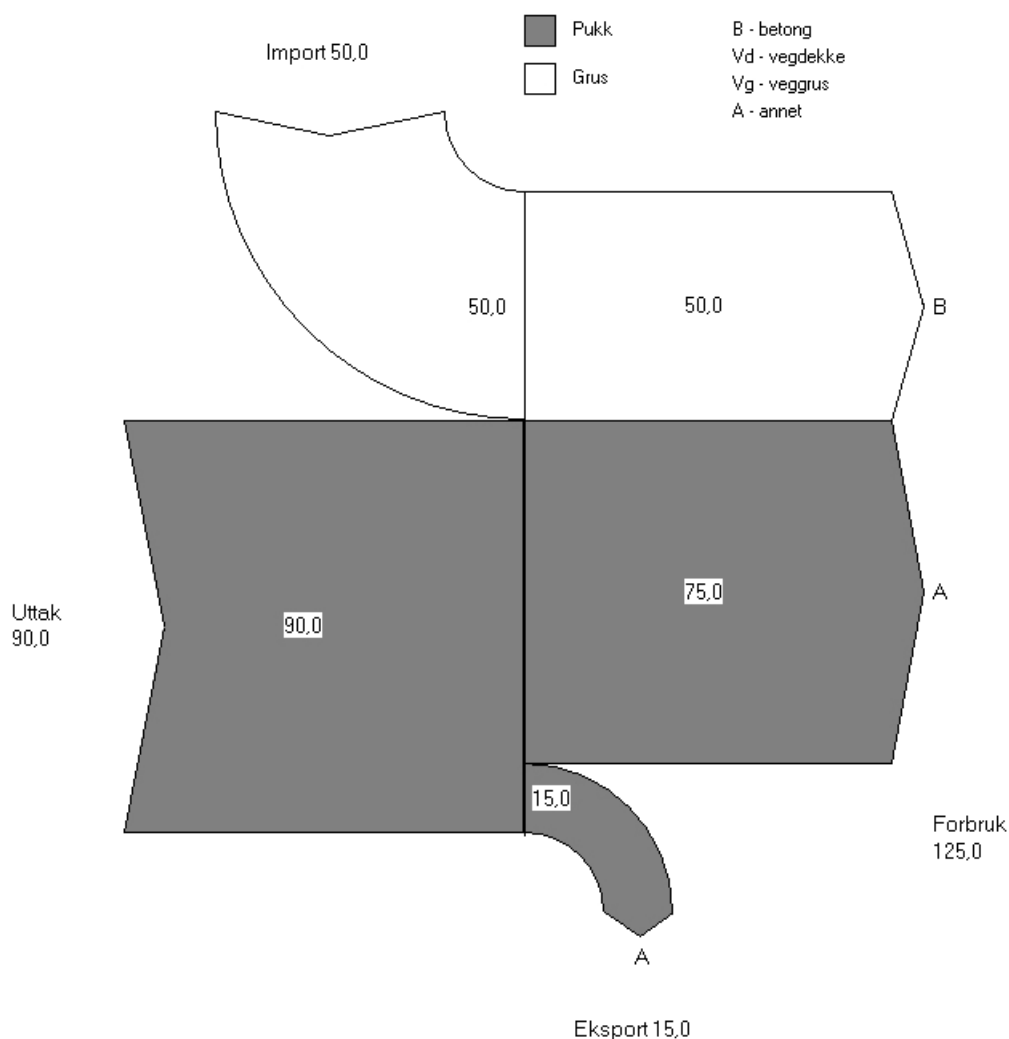 Import 50,0
Pukk
Grus
B - betong
Vd - vegdekke
Vg - veggrus
A - annet
50,0
50,0
B
Uttak
90,0
90,0
75,0
A
15,0
Forbruk
125,0
A
Eksport 15,0